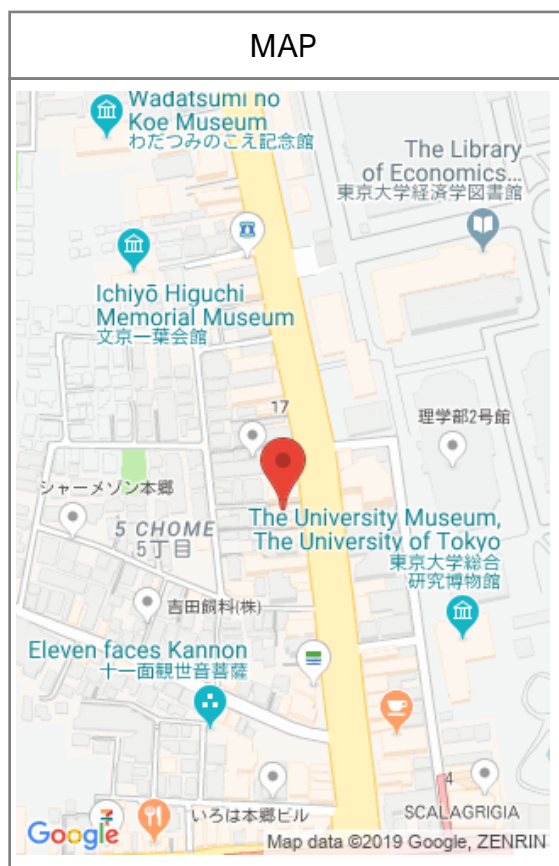 MAP
Wadatsumi no
Koe Museum
わだつみのこえ記念館
The Library
of Economics...
東京大学経済学図書館
Ichiyō Higuchi
Memorial Museum
文京一葉会館
17
理学部2号館
シャーメゾン本郷
5 CHOME
5丁目
The University Museum,
The University of Tokyo
東京大学総合
研究博物館
吉田飼料(株)
Eleven faces Kannon
十一面観世音菩薩
4
いろは本郷ビル
SCALAGRIGIA
Google
Map data ©2019 Google, ZENRIN